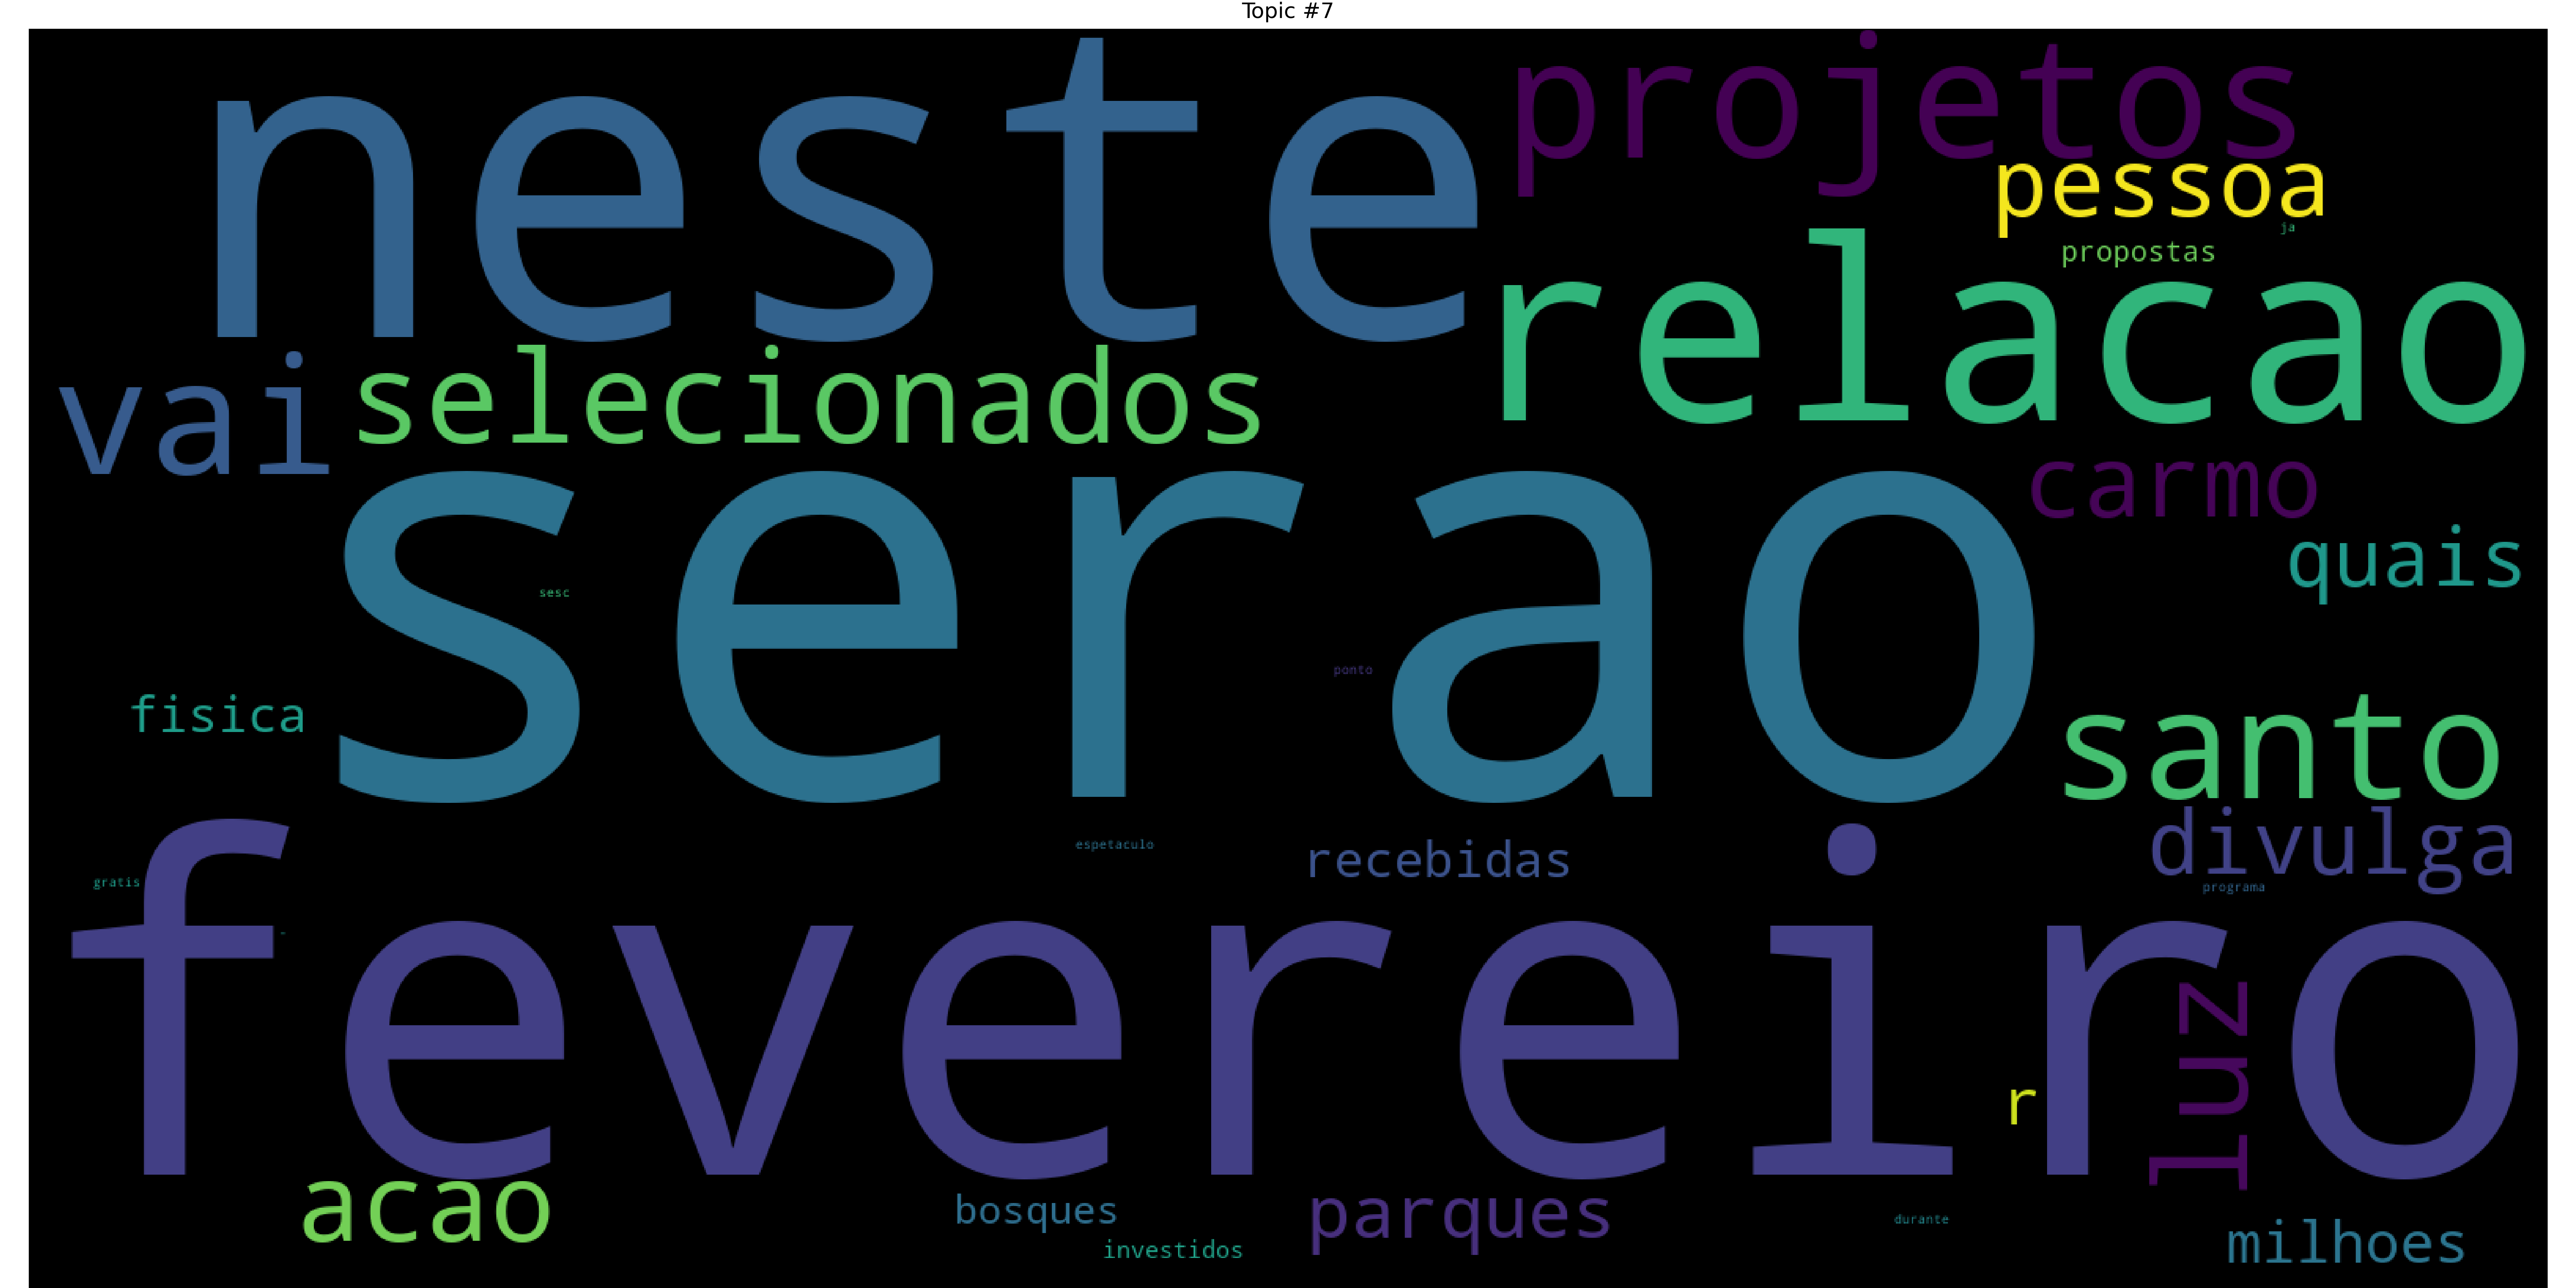 Topic #7
neste
projetos
pessoa
ja
propostas
relacao
vai
selecionados
carmo
serao
quais
sesc
ponto
fisica
santo
divulga
espetaculo
recebidas
gratis
programa
fevereiro
-
luz
r
acao
bosques
parques
durante
investidos
milhoes